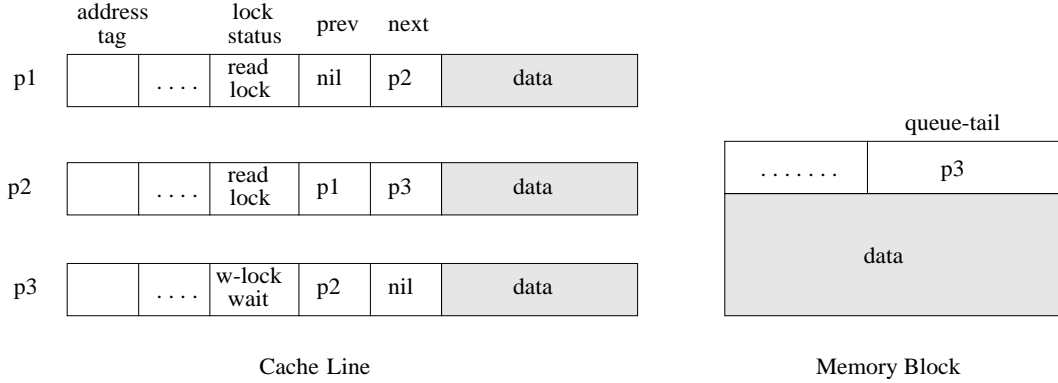 address tag lock status prev next
p1 . . . . read lock nil p2 data
p2 . . . . read lock p1 p3 data
p3 . . . . w-lock wait p2 nil data
Cache Line
queue-tail
. . . . . . . p3
data
Memory Block